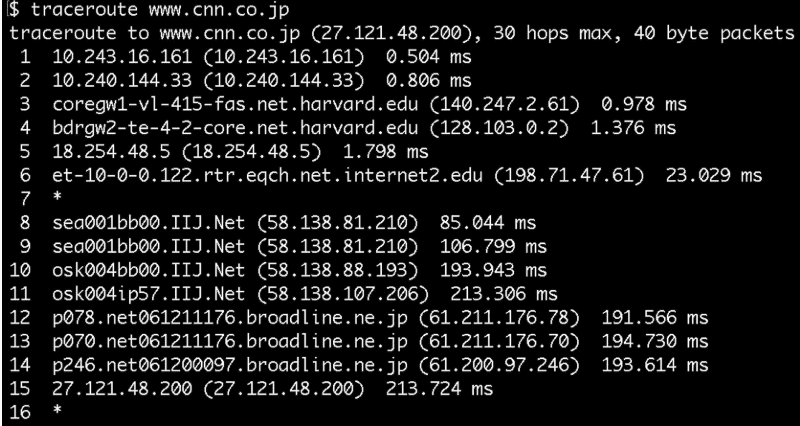 $ traceroute www.cnn.co.jp
traceroute to www.cnn.co.jp (27.121.48.200), 30 hops max, 40 byte packets
1 10.243.16.161 (10.243.16.161) 0.504 ms
2 10.240.144.33 (10.240.144.33) 0.806 ms
3 coregw1-vl-415-fas.net.harvard.edu (140.247.2.61) 0.978 ms
4 bdrgw2-te-4-2-core.net.harvard.edu (128.103.0.2) 1.376 ms
5 18.254.48.5 (18.254.48.5) 1.798 ms
6 et-10-0-0.122.rtr.eqch.net.internet2.edu (198.71.47.61) 23.029 ms
7 *
8 sea001bb00.IIJ.Net (58.138.81.210) 85.044 ms
9 sea001bb00.IIJ.Net (58.138.81.210) 106.799 ms
10 osk004bb00.IIJ.Net (58.138.88.193) 193.943 ms
11 osk004ip57.IIJ.Net (58.138.107.206) 213.306 ms
12 p078.net061211176.broadline.ne.jp (61.211.176.78) 191.566 ms
13 p070.net061211176.broadline.ne.jp (61.211.176.70) 194.730 ms
14 p246.net061200097.broadline.ne.jp (61.200.97.246) 193.614 ms
15 27.121.48.200 (27.121.48.200) 213.724 ms
16 *